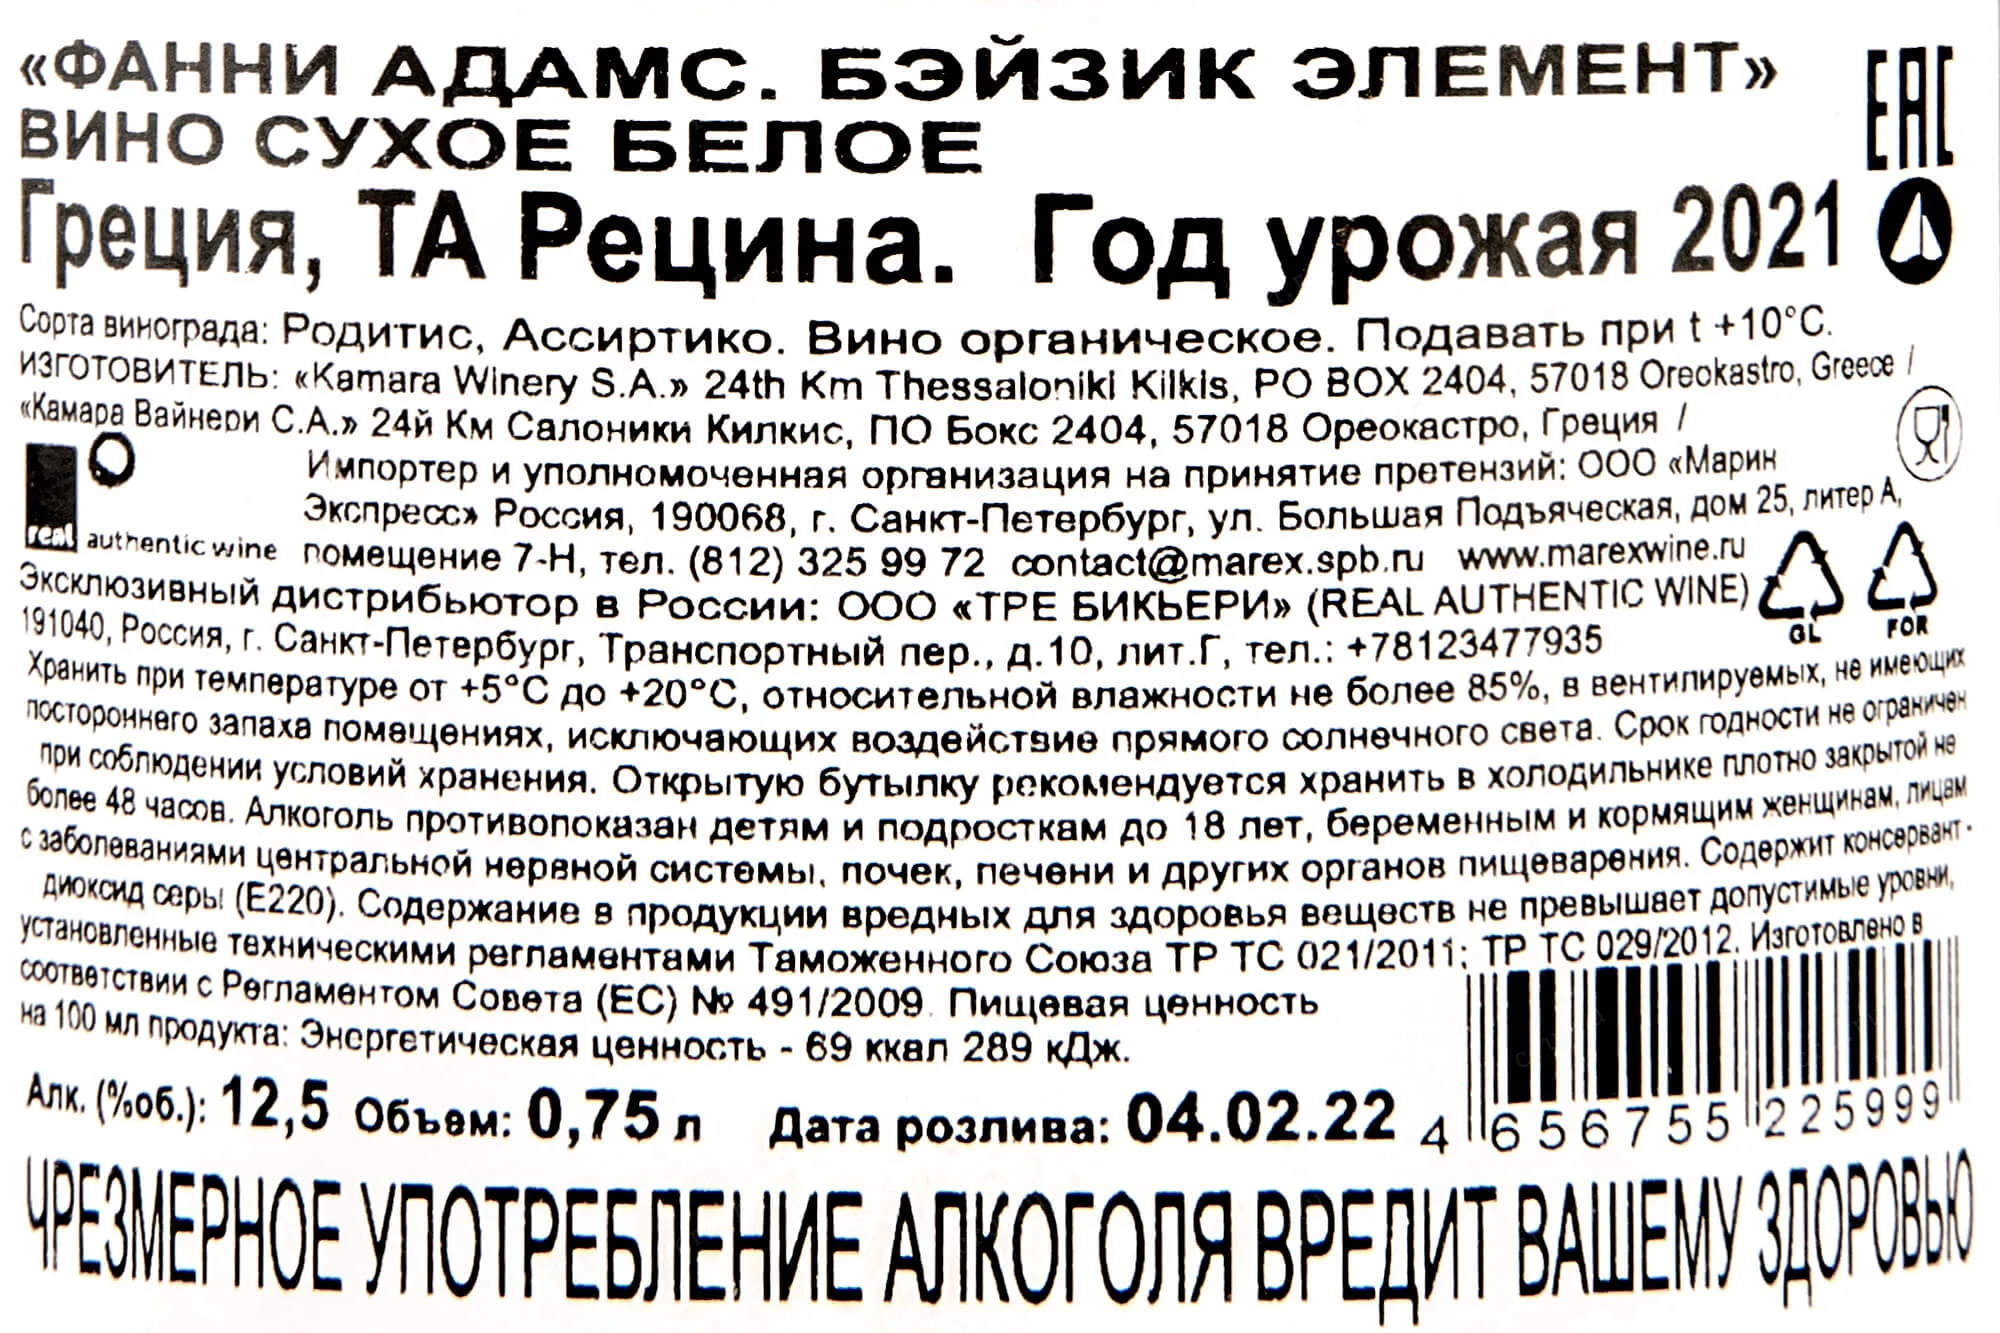 «ФАННИ АДАМС. БЭЙЗИК ЭЛЕМЕНТ»
ВИНО СУХОЕ БЕЛОЕ
EAC
Греция, ТА Рецина. Год урожая 2021
Сорта винограда: Родитис, Ассиртико. Вино органическое. Подавать при t +10°C.
ИЗГОТОВИТЕЛЬ: «Kamara Winery S.A.» 24th Km Thessaloniki Kilkis, PO BOX 2404, 57018 Oreokastro, Greece /
«Камара Вайнери С.А.» 24й Км Салоники Килкис, ПО Бокс 2404, 57018 Ореокастро, Греция /
Импортер и уполномоченная организация на принятие претензий: ООО «Марин
Экспресс» Россия, 190068, г. Санкт-Петербург, ул. Большая Подъяческая, дом 25, литер А,
real authentic wine
помещение 7-Н, тел. (812) 325 99 72 contact@marex.spb.ru www.marexwine.ru
Эксклюзивный дистрибьютор в России: ООО «ТРЕ БИКЬЕРИ» (REAL AUTHENTIC WINE)
191040, Россия, г. Санкт-Петербург, Транспортный пер., д.10, лит.Г, тел.: +78123477935
GL FOR
Хранить при температуре от +5°C до +20°C, относительной влажности не более 85%, в вентилируемых, не имеющих
постороннего запаха помещениях, исключающих воздействие прямого солнечного света. Срок годности не ограничен
при соблюдении условий хранения. Открытую бутылку рекомендуется хранить в холодильнике плотно закрытой не
более 48 часов. Алкоголь противопоказан детям и подросткам до 18 лет, беременным и кормящим женщинам, лицам
с заболеваниями центральной нервной системы, почек, печени и других органов пищеварения. Содержит консервант -
диоксид серы (Е220). Содержание в продукции вредных для здоровья веществ не превышает допустимые уровни,
установленные техническими регламентами Таможенного Союза ТР ТС 021/2011; ТР ТС 029/2012. Изготовлено в
соответствии с Регламентом Совета (ЕС) № 491/2009. Пищевая ценность
на 100 мл продукта: Энергетическая ценность - 69 ккал 289 кДж.
Алк. (%об.): 12,5 Объем: 0,75 л Дата розлива: 04.02.22
4 656755 225999
ЧРЕЗМЕРНОЕ УПОТРЕБЛЕНИЕ АЛКОГОЛЯ ВРЕДИТ ВАШЕМУ ЗДОРОВЬЮ